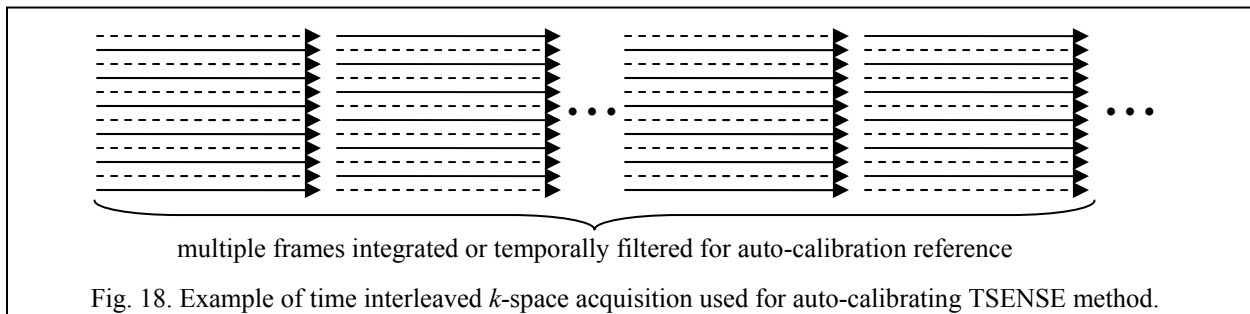 multiple frames integrated or temporally filtered for auto-calibration reference
Fig. 18. Example of time interleaved k-space acquisition used for auto-calibrating TSENSE method.